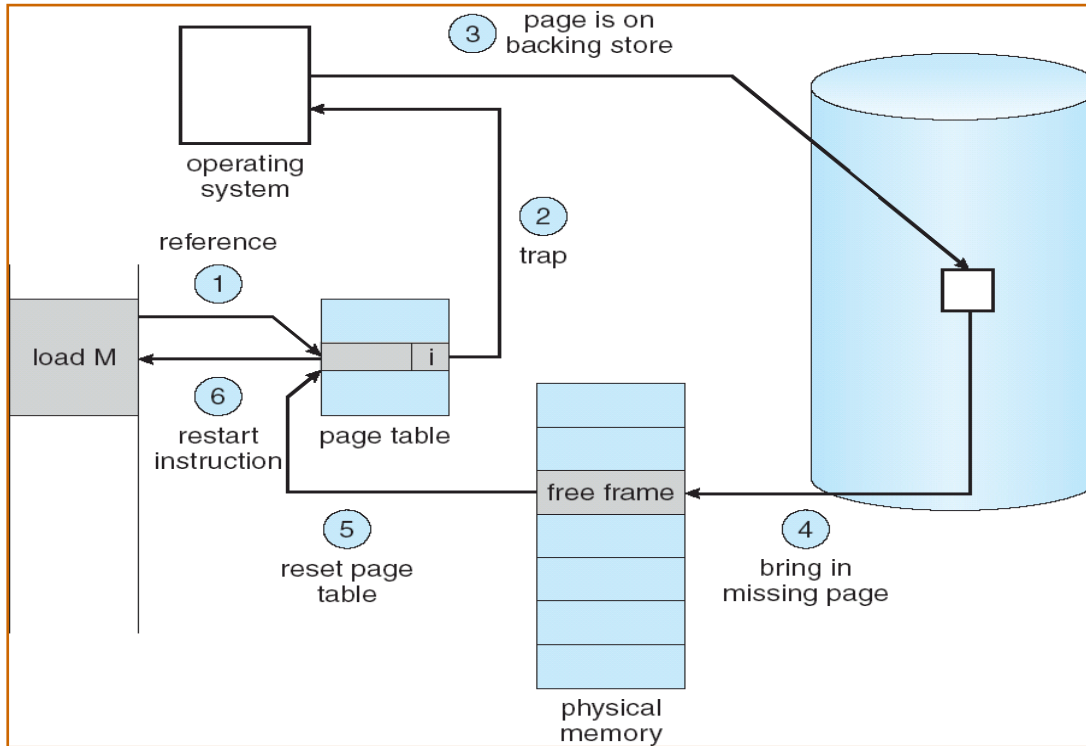 3
page is on
backing store
operating
system
2
trap
reference
1
load M
i
6
restart
instruction
page table
free frame
5
reset page
table
4
bring in
missing page
physical
memory